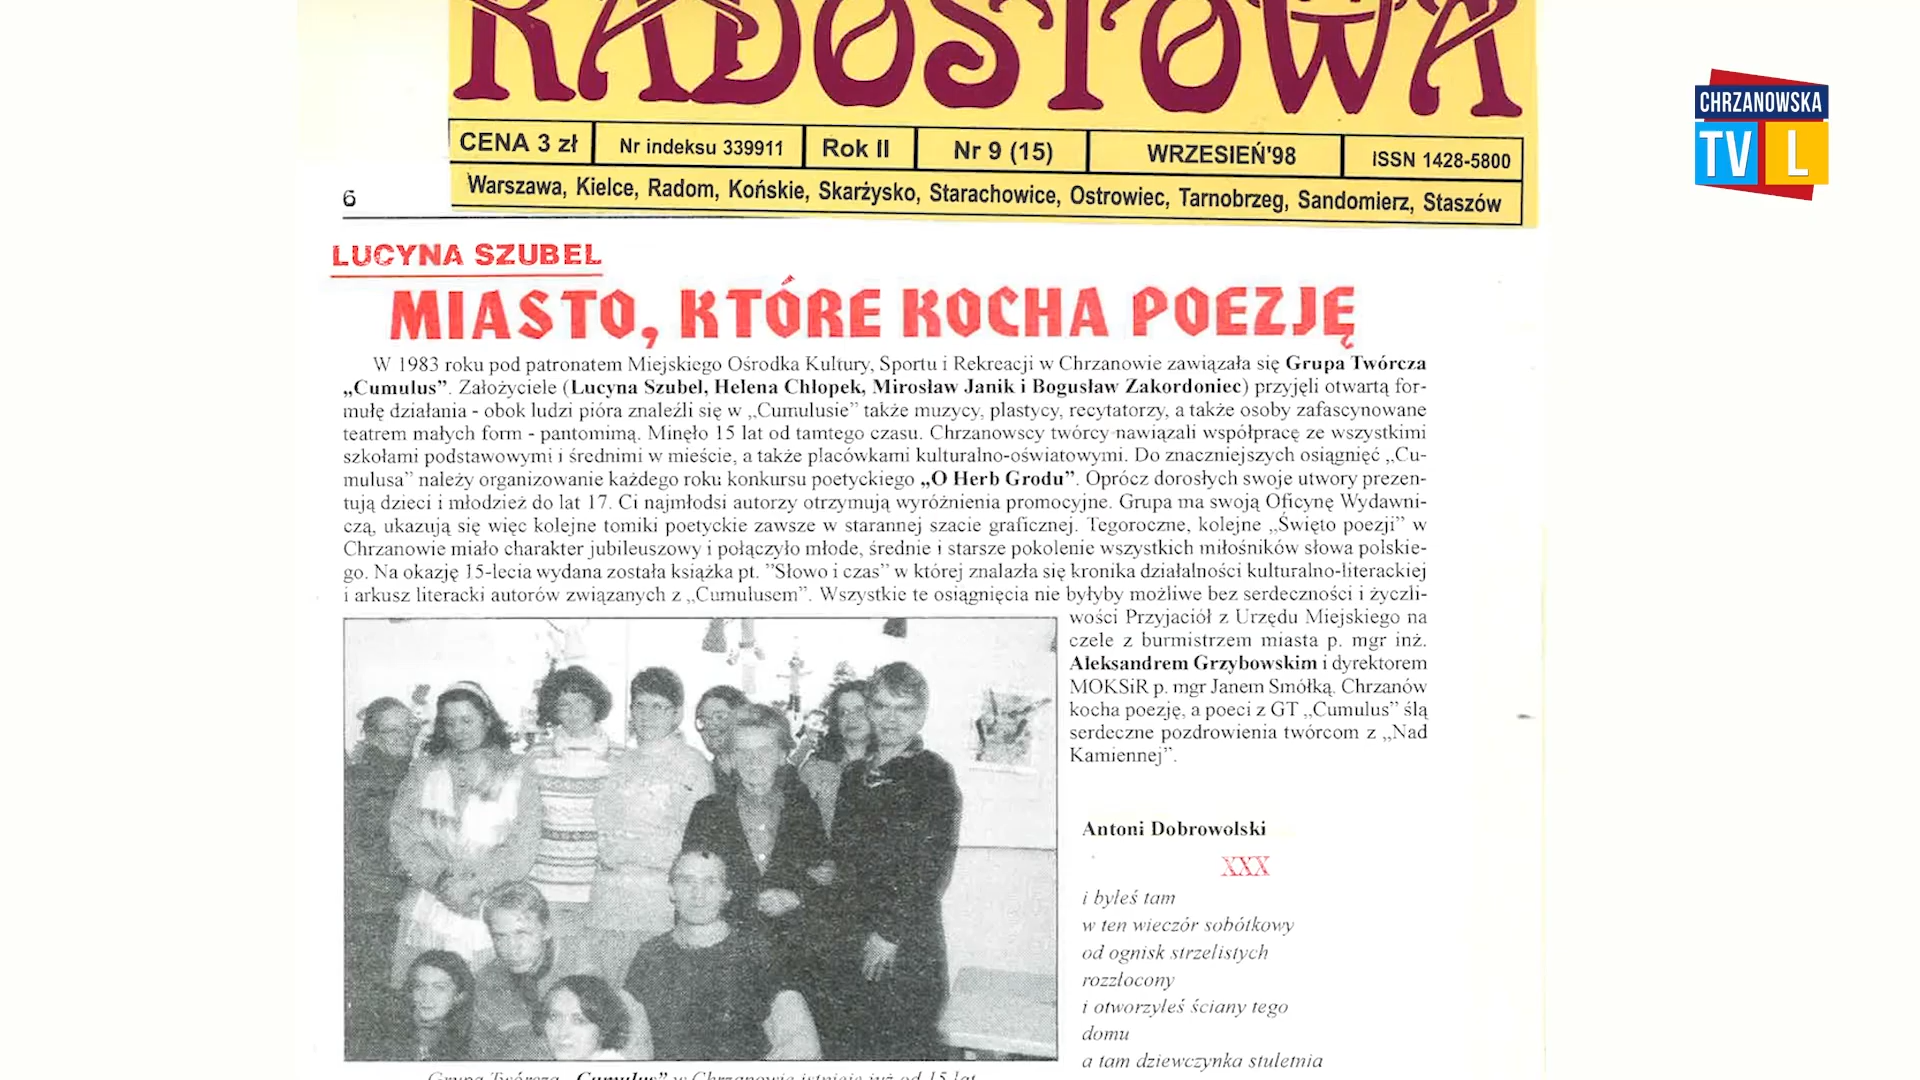 RADOSTOWA
CENA 3 zł
Nr indeksu 339911
Rok II
Nr 9 (15)
WRZESIEŃ'98
ISSN 1428-5800
Warszawa, Kielce, Radom, Końskie, Skarżysko, Starachowice, Ostrowiec, Tarnobrzeg, Sandomierz, Staszów
CHRZANOWSKA
TV L
6
LUCYNA SZUBEL
MIASTO, KTÓRE KOCHA POEZJĘ
W 1983 roku pod patronatem Miejskiego Ośrodka Kultury, Sportu i Rekreacji w Chrzanowie zawiązała się Grupa Twórcza
„Cumulus”. Założyciele (Lucyna Szubel, Helena Chłopek, Mirosław Janik i Bogusław Zakordoniec) przyjęli otwartą for-
mułę działania - obok ludzi pióra znaleźli się w „Cumulusie” także muzycy, plastycy, recytatorzy, a także osoby zafascynowane
teatrem małych form - pantomimą. Minęło 15 lat od tamtego czasu. Chrzanowscy twórcy nawiązali współpracę ze wszystkimi
szkołami podstawowymi i średnimi w mieście, a także placówkami kulturalno-oświatowymi. Do znaczniejszych osiągnięć „Cu-
mulusa” należy organizowanie każdego roku konkursu poetyckiego „O Herb Grodu”. Oprócz dorosłych swoje utwory prezen-
tują dzieci i młodzież do lat 17. Ci najmłodsi autorzy otrzymują wyróżnienia promocyjne. Grupa ma swoją Oficynę Wydawni-
czą, ukazują się więc kolejne tomiki poetyckie zawsze w starannej szacie graficznej. Tegoroczne, kolejne „Święto poezji” w
Chrzanowie miało charakter jubileuszowy i połączyło młode, średnie i starsze pokolenie wszystkich miłośników słowa polskie-
go. Na okazję 15-lecia wydana została książka pt. ”Słowo i czas” w której znalazła się kronika działalności kulturalno-literackiej
i arkusz literacki autorów związanych z „Cumulusem”. Wszystkie te osiągnięcia nie byłyby możliwe bez serdeczności i życzli-
wości Przyjaciół z Urzędu Miejskiego na
czele z burmistrzem miasta p. mgr inż.
Aleksandrem Grzybowskim i dyrektorem
MOKSiR p. mgr Janem Smółką. Chrzanów
kocha poezję, a poeci z GT „Cumulus” ślą
serdeczne pozdrowienia twórcom z „Nad
Kamiennej”.
Antoni Dobrowolski
XXX
i byłeś tam
w ten wieczór sobótkowy
od ognisk strzelistych
rozzłocony
i otworzyłeś ściany tego
domu
a tam dziewczynka stuletnia
Grupa Twórcza „Cumulus” w Chrzanowie istnieje już od 15 lat